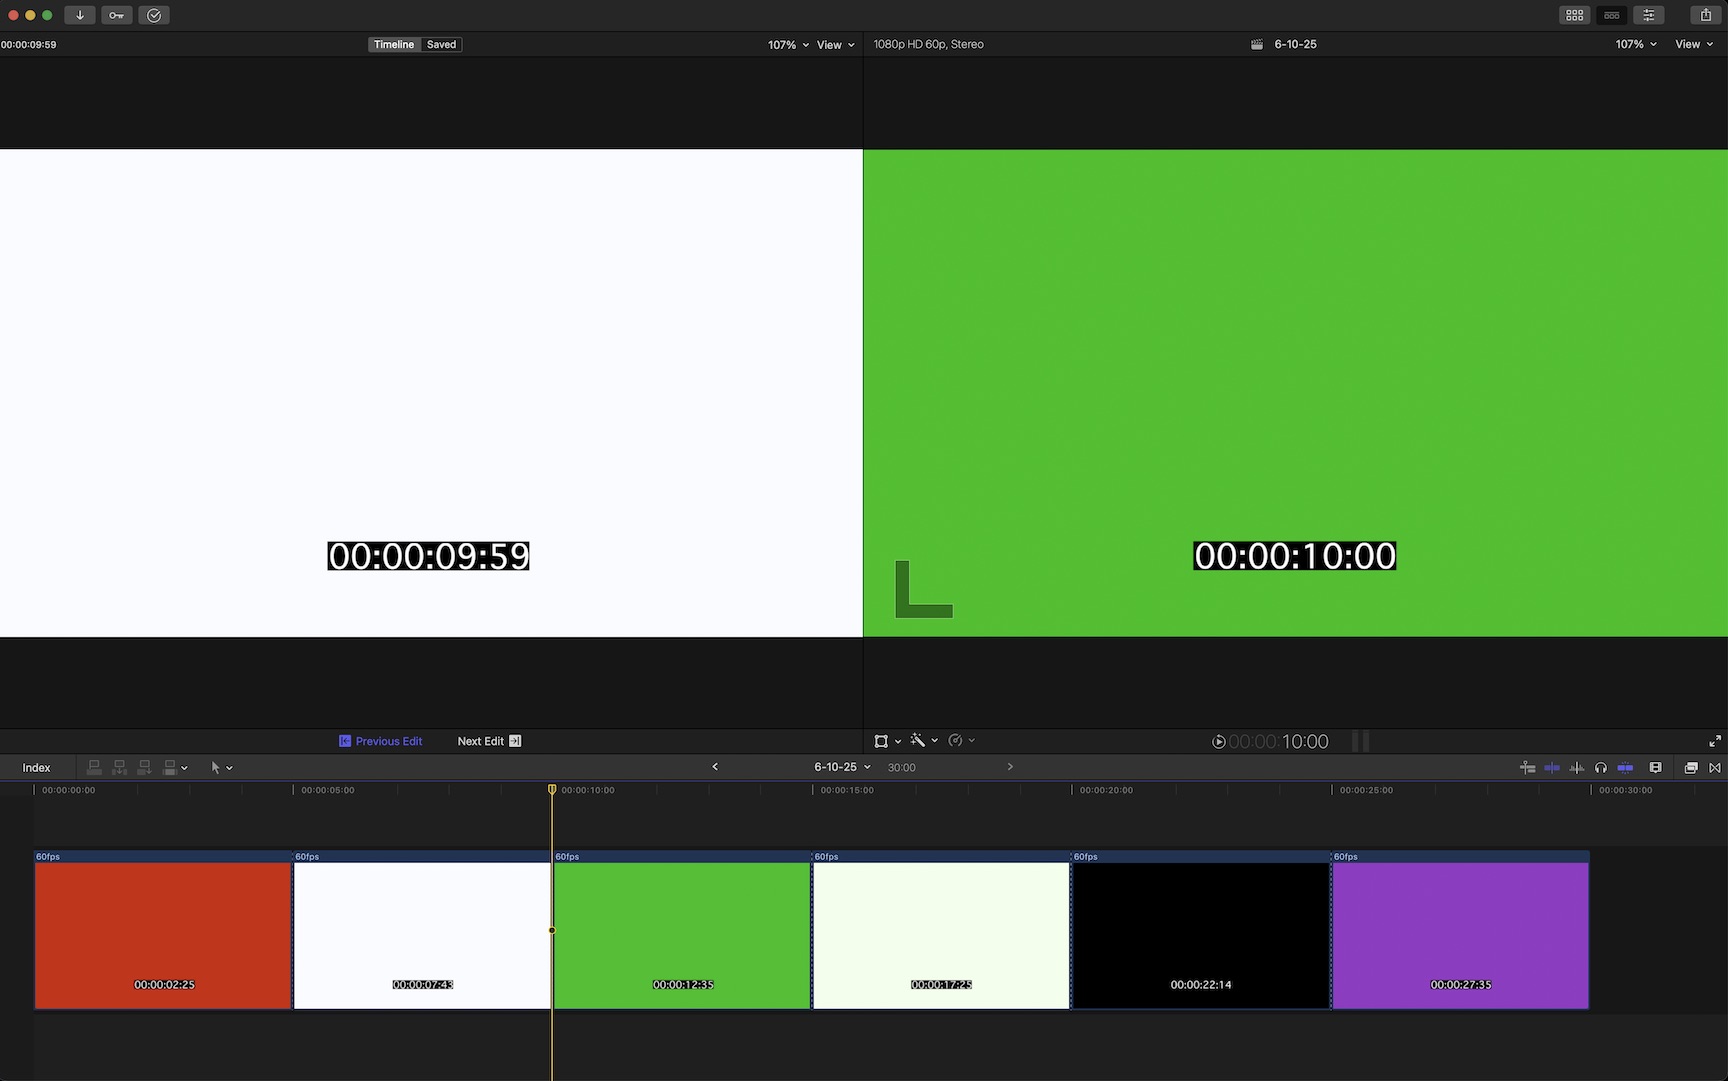 00:00:09:59
Timeline Saved
107% View
1080p HD 60p, Stereo
6-10-25
107% View
00:00:09:59
00:00:10:00
Previous Edit
Next Edit
00:00:00:10:00
Index
6-10-25
30:00
00:00:00:00
00:00:05:00
00:00:10:00
00:00:15:00
00:00:20:00
00:00:25:00
00:00:30:00
60fps
60fps
60fps
60fps
60fps
60fps
00:00:02:25
00:00:07:43
00:00:12:35
00:00:17:25
00:00:22:14
00:00:27:35